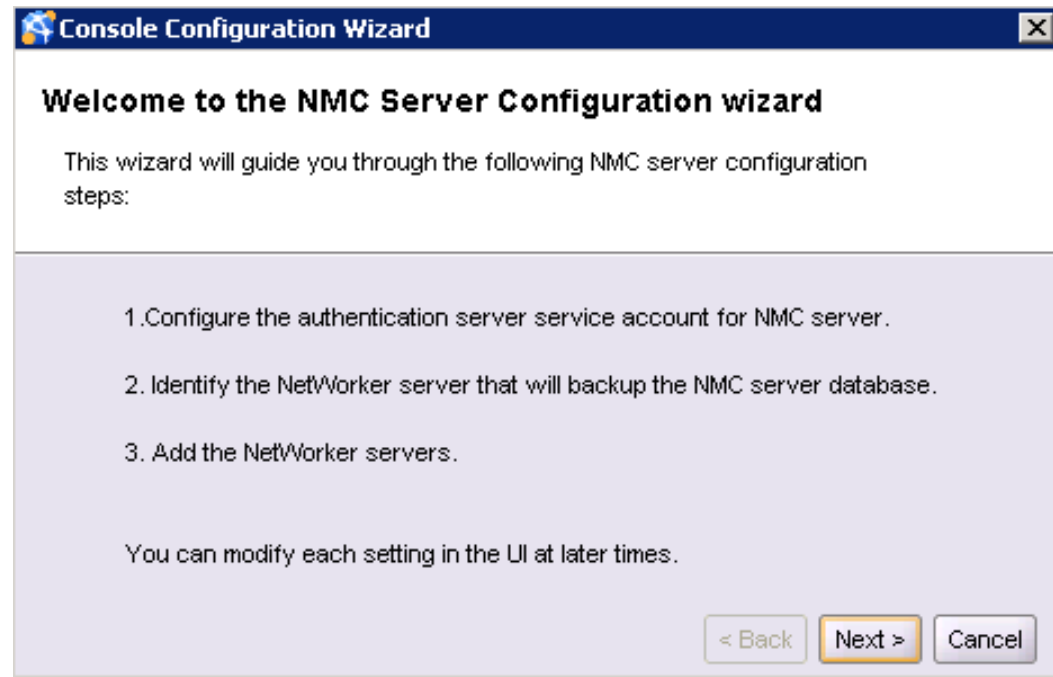 Console Configuration Wizard
Welcome to the NMC Server Configuration wizard
This wizard will guide you through the following NMC server configuration
steps:
1.Configure the authentication server service account for NMC server.
2. Identify the NetWorker server that will backup the NMC server database.
3. Add the NetWorker servers.
You can modify each setting in the UI at later times.
< Back Next > Cancel